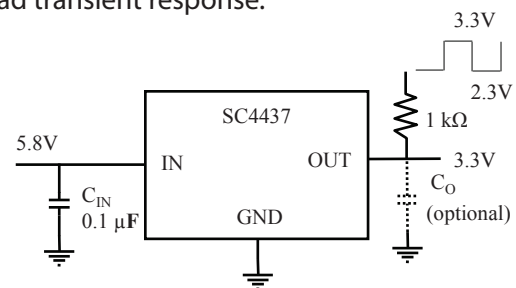 ad transient response.
3.3V
2.3V
SC4437
1 kΩ
5.8V
IN
OUT
3.3V
C_IN
0.1 µF
C_O
(optional)
GND